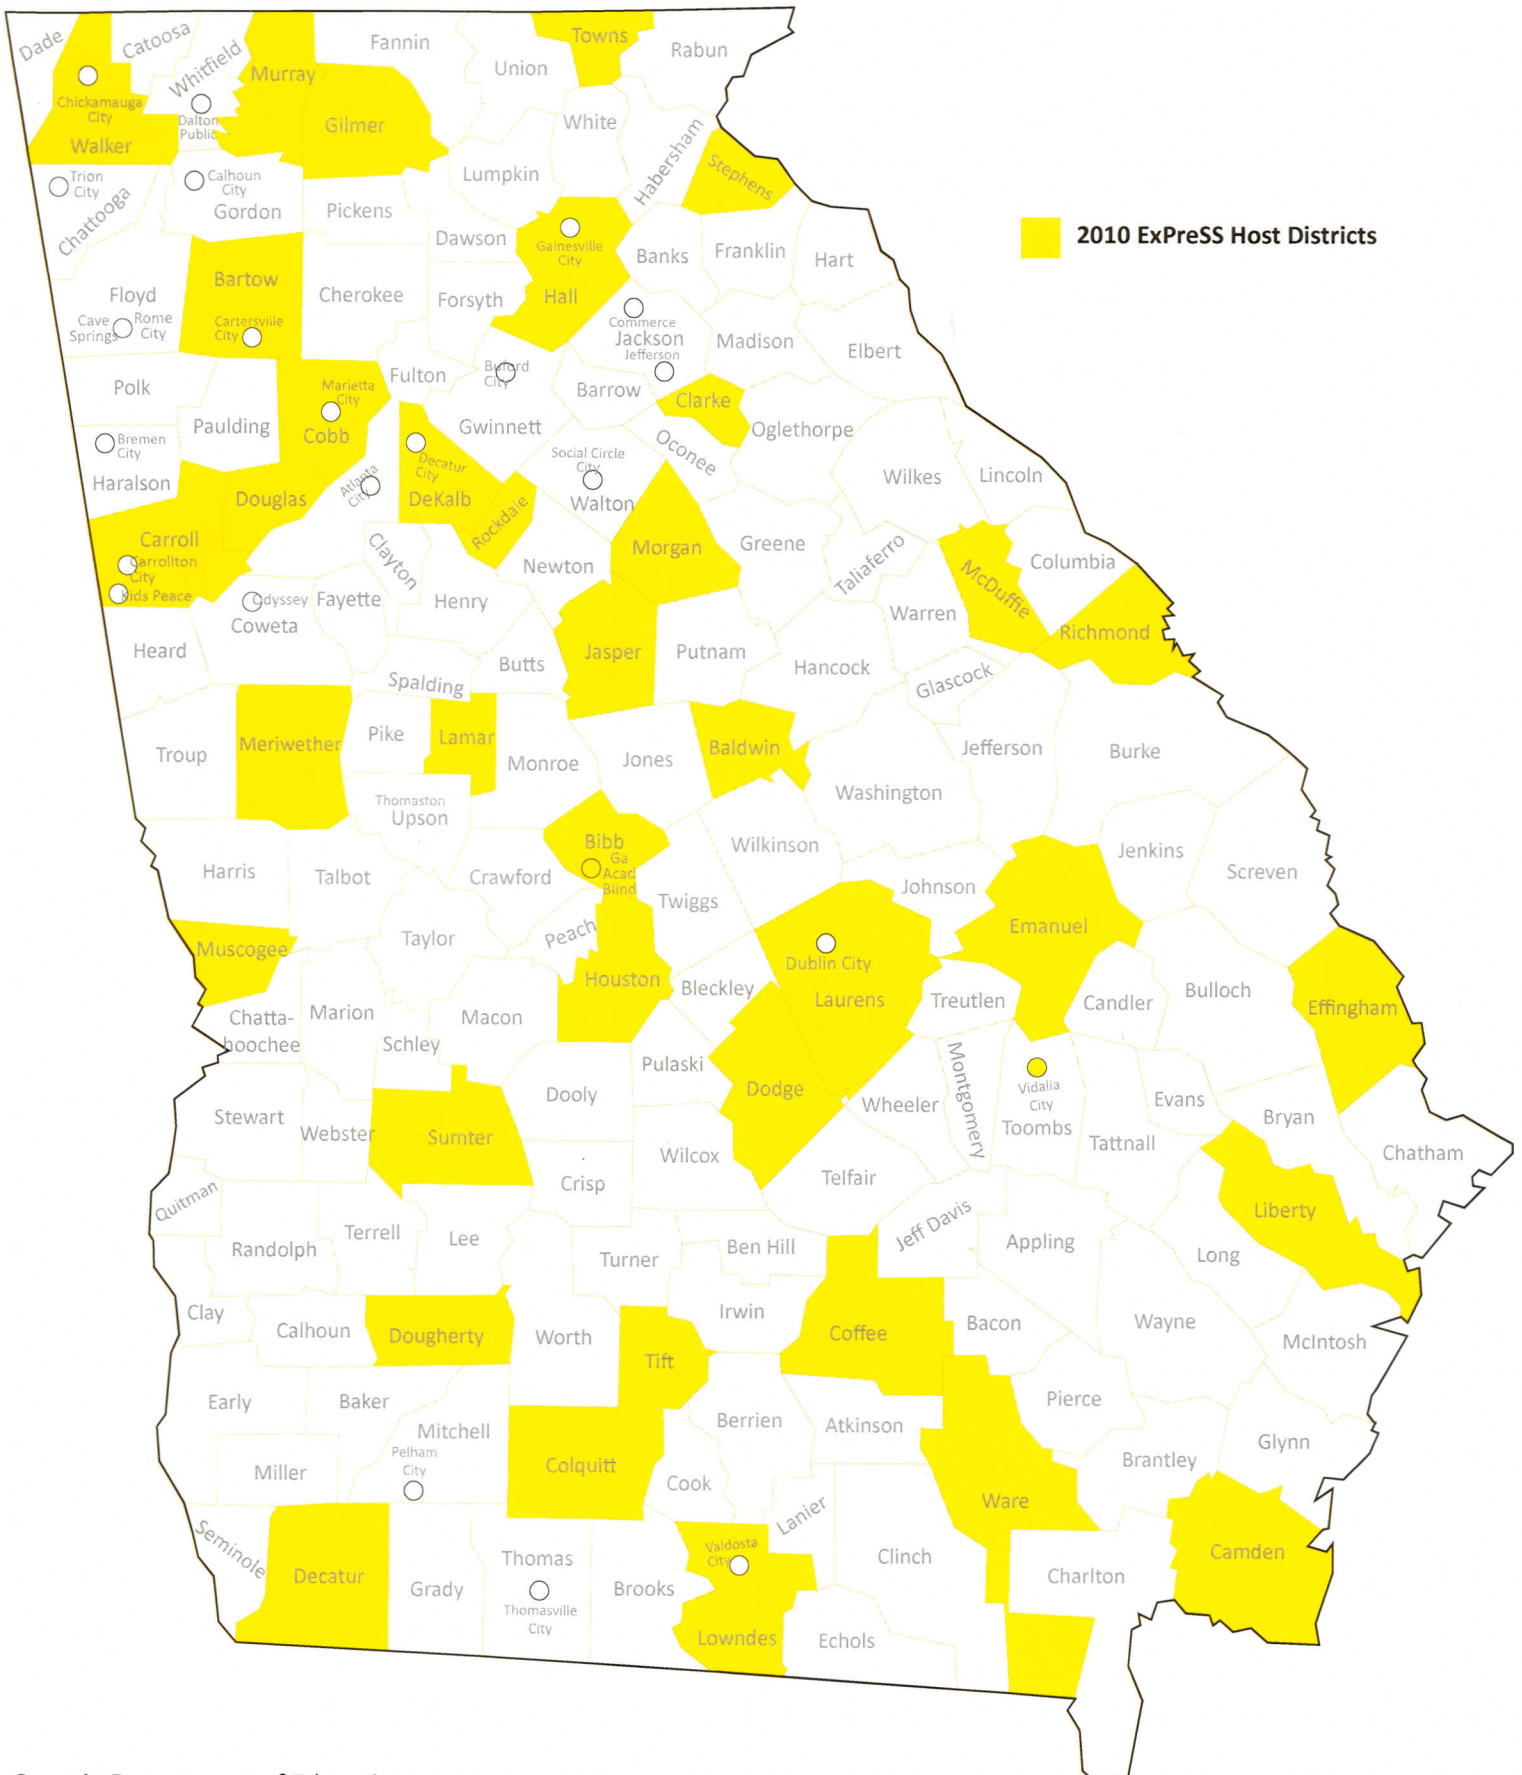 Dade
Catoosa
Whitfield
Murray
Fannin
Union
Towns
Rabun
Chickamauga
City
Walker
Dalton
Public
Gilmer
White
Habersham
Stephens
Lumpkin
Trion
City
Chattooga
Calhoun
City
Gordon
Pickens
Dawson
Gainesville
City
Hall
Banks
Franklin
Hart
2010 ExPreSS Host Districts
Floyd
Cave
Springs
Rome
City
Bartow
Cartersville
City
Cherokee
Forsyth
Commerce
Jackson
Jefferson
Madison
Elbert
Polk
Paulding
Marietta
City
Cobb
Fulton
Buford
City
Gwinnett
Barrow
Clarke
Oconee
Oglethorpe
Wilkes
Lincoln
Bremen
City
Haralson
Douglas
Atlanta
City
Decatur
City
DeKalb
Rockdale
Social Circle
City
Walton
Carroll
Carrollton
City
Kids Peace
Clayton
Newton
Morgan
Greene
Taliaferro
McDuffie
Columbia
Odyssey
Coweta
Fayette
Henry
Warren
Richmond
Heard
Spalding
Butts
Jasper
Putnam
Hancock
Glascock
Troup
Meriwether
Pike
Lamar
Monroe
Jones
Baldwin
Washington
Jefferson
Burke
Thomaston
Upson
Bibb
Ga
Acad
Blind
Wilkinson
Jenkins
Screven
Harris
Talbot
Crawford
Twiggs
Johnson
Emanuel
Muscogee
Taylor
Peach
Houston
Bleckley
Dublin City
Laurens
Treutlen
Candler
Bulloch
Effingham
Chatta-
hoochee
Marion
Schley
Macon
Pulaski
Dodge
Wheeler
Montgomery
Vidalia
City
Toombs
Tattnall
Evans
Bryan
Chatham
Stewart
Webster
Sumter
Dooly
Crisp
Wilcox
Telfair
Jeff Davis
Appling
Long
Liberty
Quitman
Randolph
Terrell
Lee
Turner
Ben Hill
Irwin
Coffee
Bacon
Wayne
McIntosh
Clay
Calhoun
Dougherty
Worth
Tift
Early
Baker
Mitchell
Pelham
City
Miller
Colquitt
Berrien
Cook
Atkinson
Pierce
Brantley
Glynn
Ware
Lanier
Seminole
Decatur
Grady
Thomas
Thomasville
City
Brooks
Valdosta
City
Lowndes
Echols
Clinch
Charlton
Camden